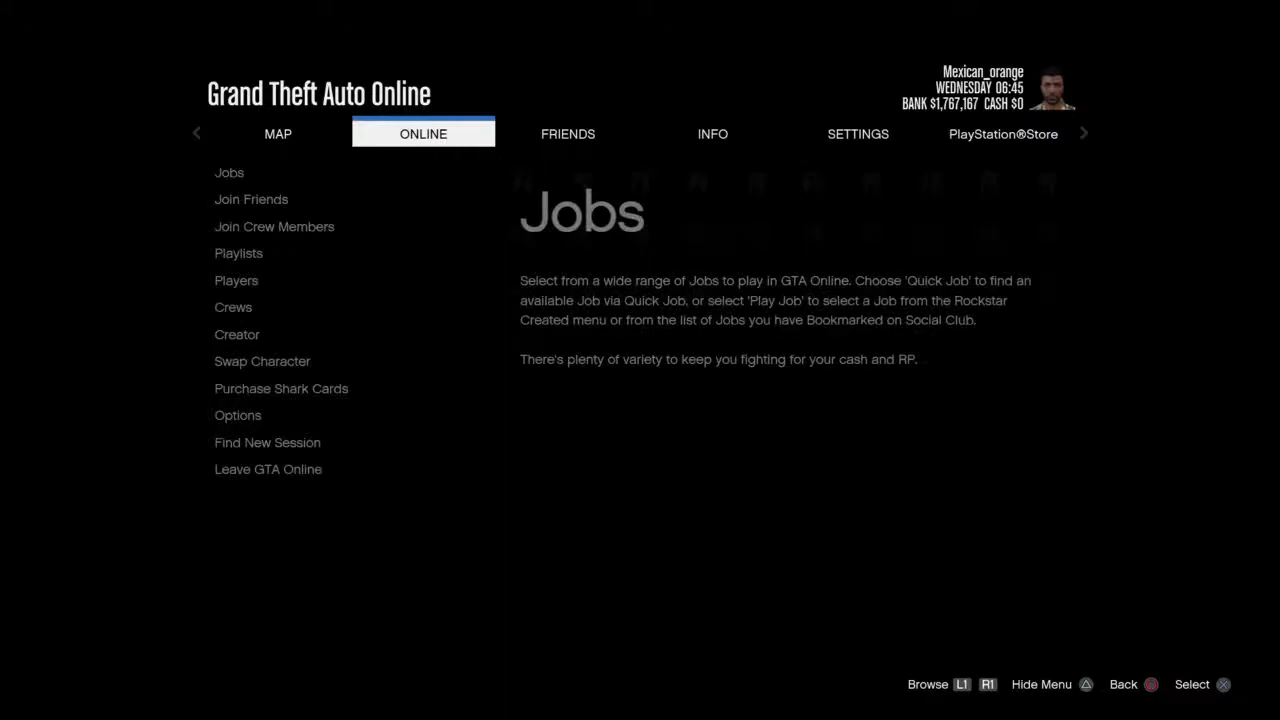 Grand Theft Auto Online
Mexican_orange
WEDNESDAY 06:45
BANK $1,767,167 CASH $0
MAP
ONLINE
FRIENDS
INFO
SETTINGS
PlayStation®Store
Jobs
Join Friends
Join Crew Members
Playlists
Players
Crews
Creator
Swap Character
Purchase Shark Cards
Options
Find New Session
Leave GTA Online
Jobs
Select from a wide range of Jobs to play in GTA Online. Choose 'Quick Job' to find an
available Job via Quick Job, or select 'Play Job' to select a Job from the Rockstar
Created menu or from the list of Jobs you have Bookmarked on Social Club.
There's plenty of variety to keep you fighting for your cash and RP.
Browse L1 R1 Hide Menu Back Select